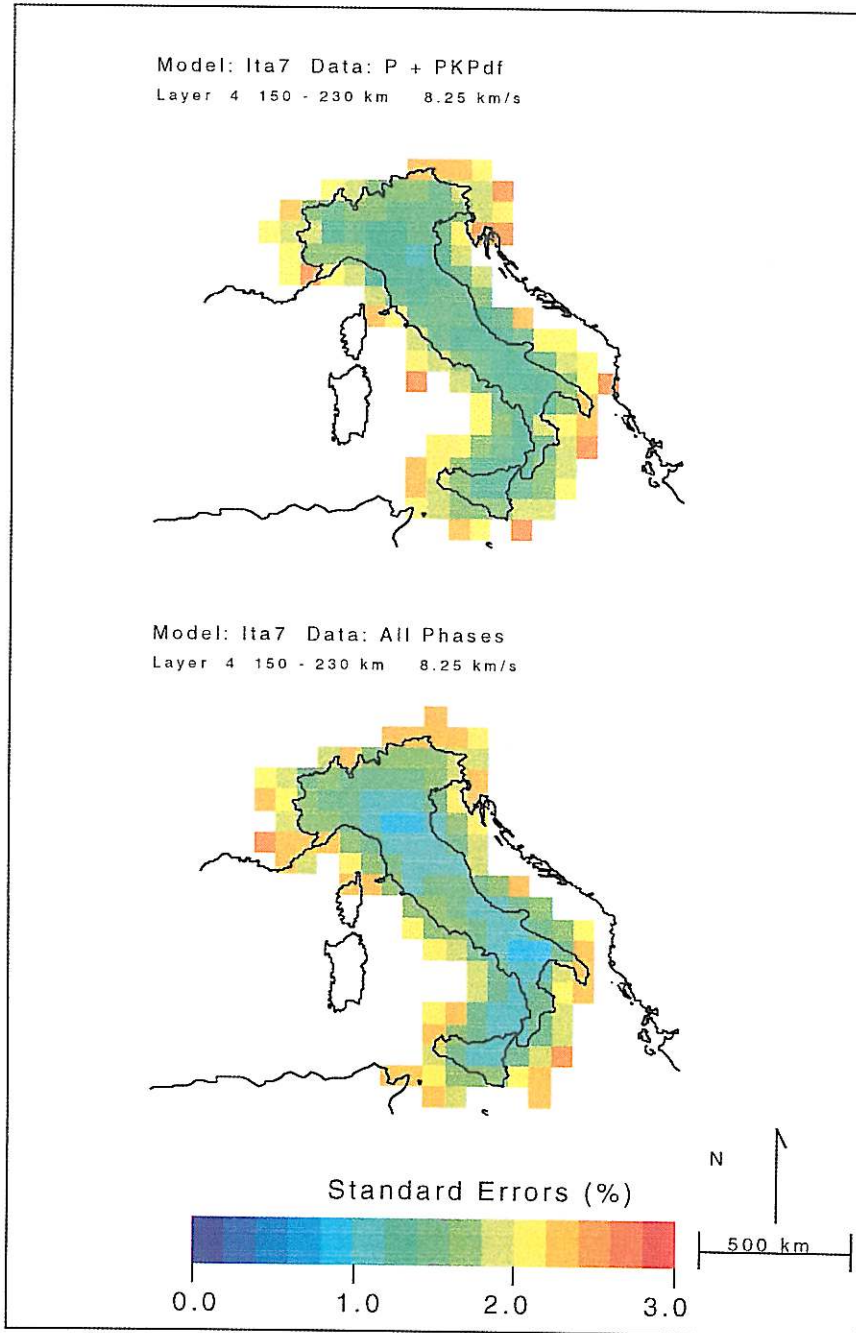 Model: Ita7 Data: P + PKPdf
Layer 4 150 - 230 km 8.25 km/s
Model: Ita7 Data: All Phases
Layer 4 150 - 230 km 8.25 km/s
N
Standard Errors (%)
500 km
0.0 1.0 2.0 3.0